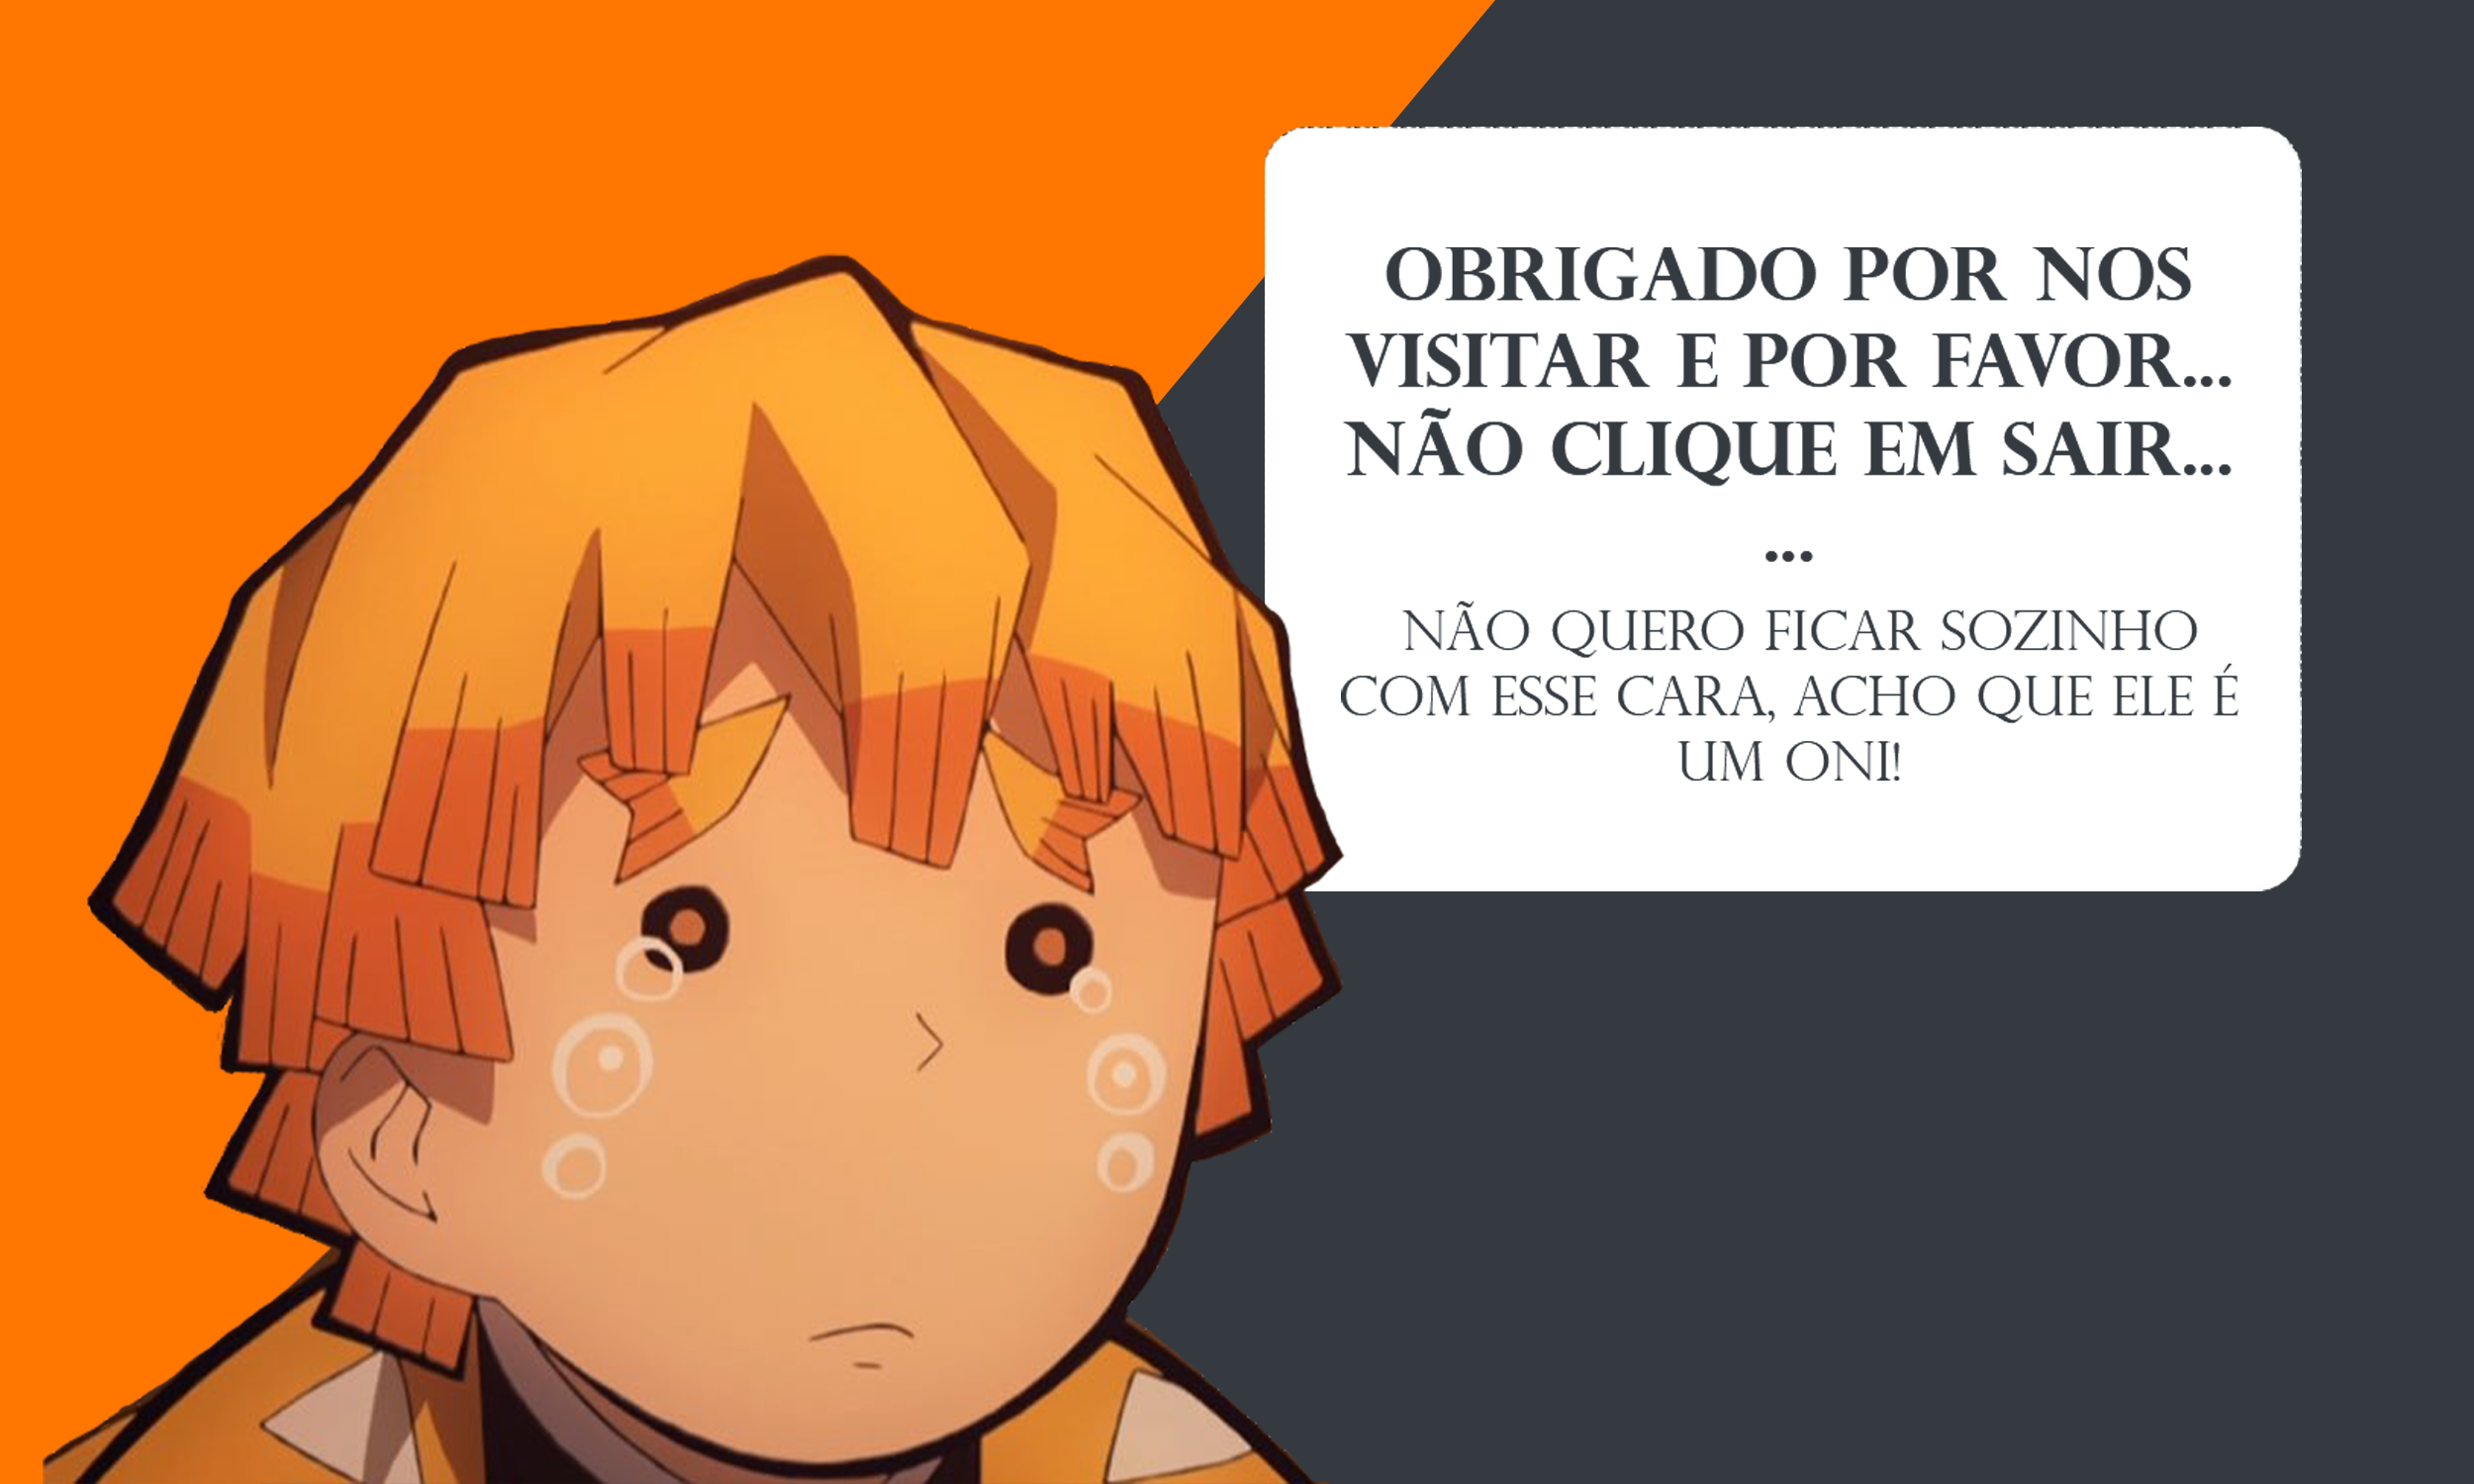 OBRIGADO POR NOS
VISITAR E POR FAVOR...
NÃO CLIQUE EM SAIR...
...
NÃO QUERO FICAR SOZINHO
COM ESSE CARA, ACHO QUE ELE É
UM ONI!